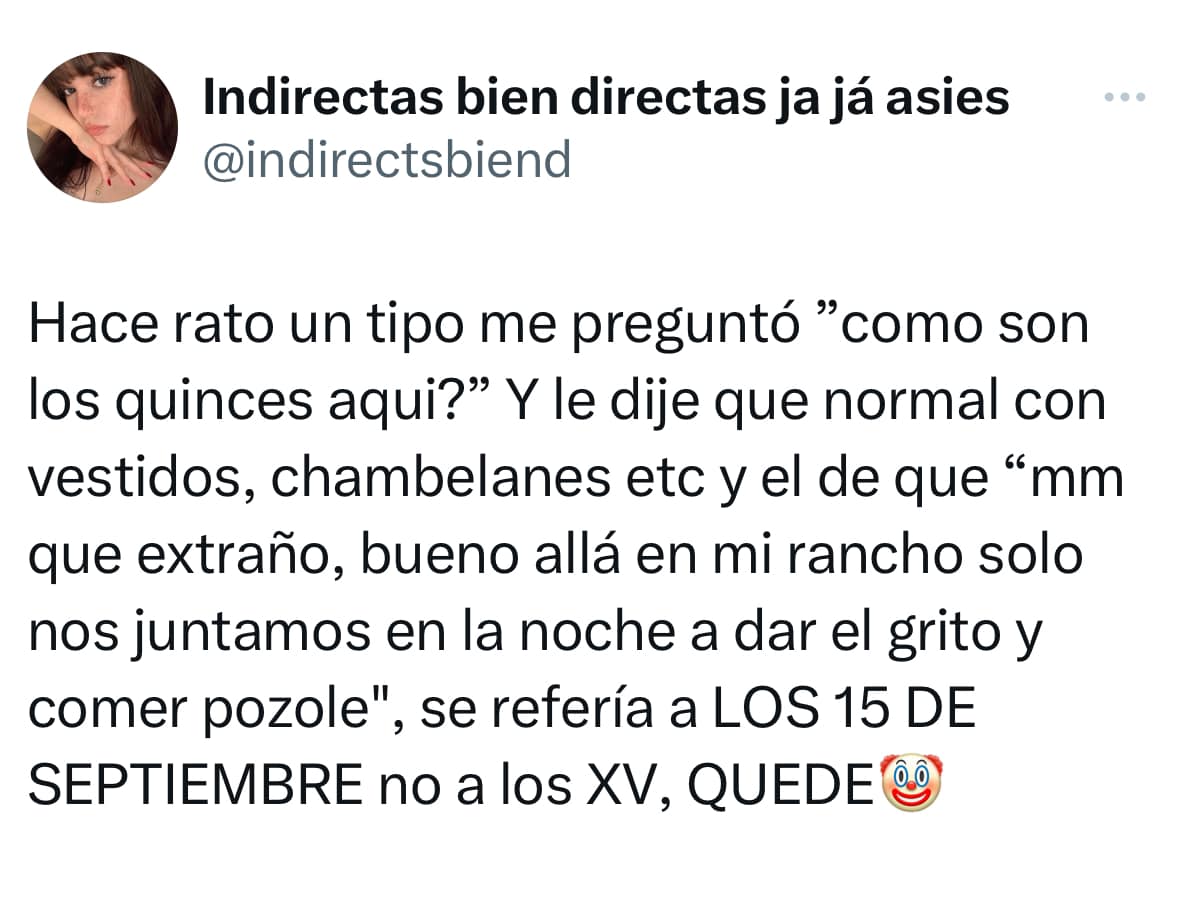 Indirectas bien directas ja já asies
@indirectsbiend
Hace rato un tipo me preguntó ”como son
los quinces aqui?” Y le dije que normal con
vestidos, chambelanes etc y el de que “mm
que extraño, bueno allá en mi rancho solo
nos juntamos en la noche a dar el grito y
comer pozole", se refería a LOS 15 DE
SEPTIEMBRE no a los XV, QUEDE🤡